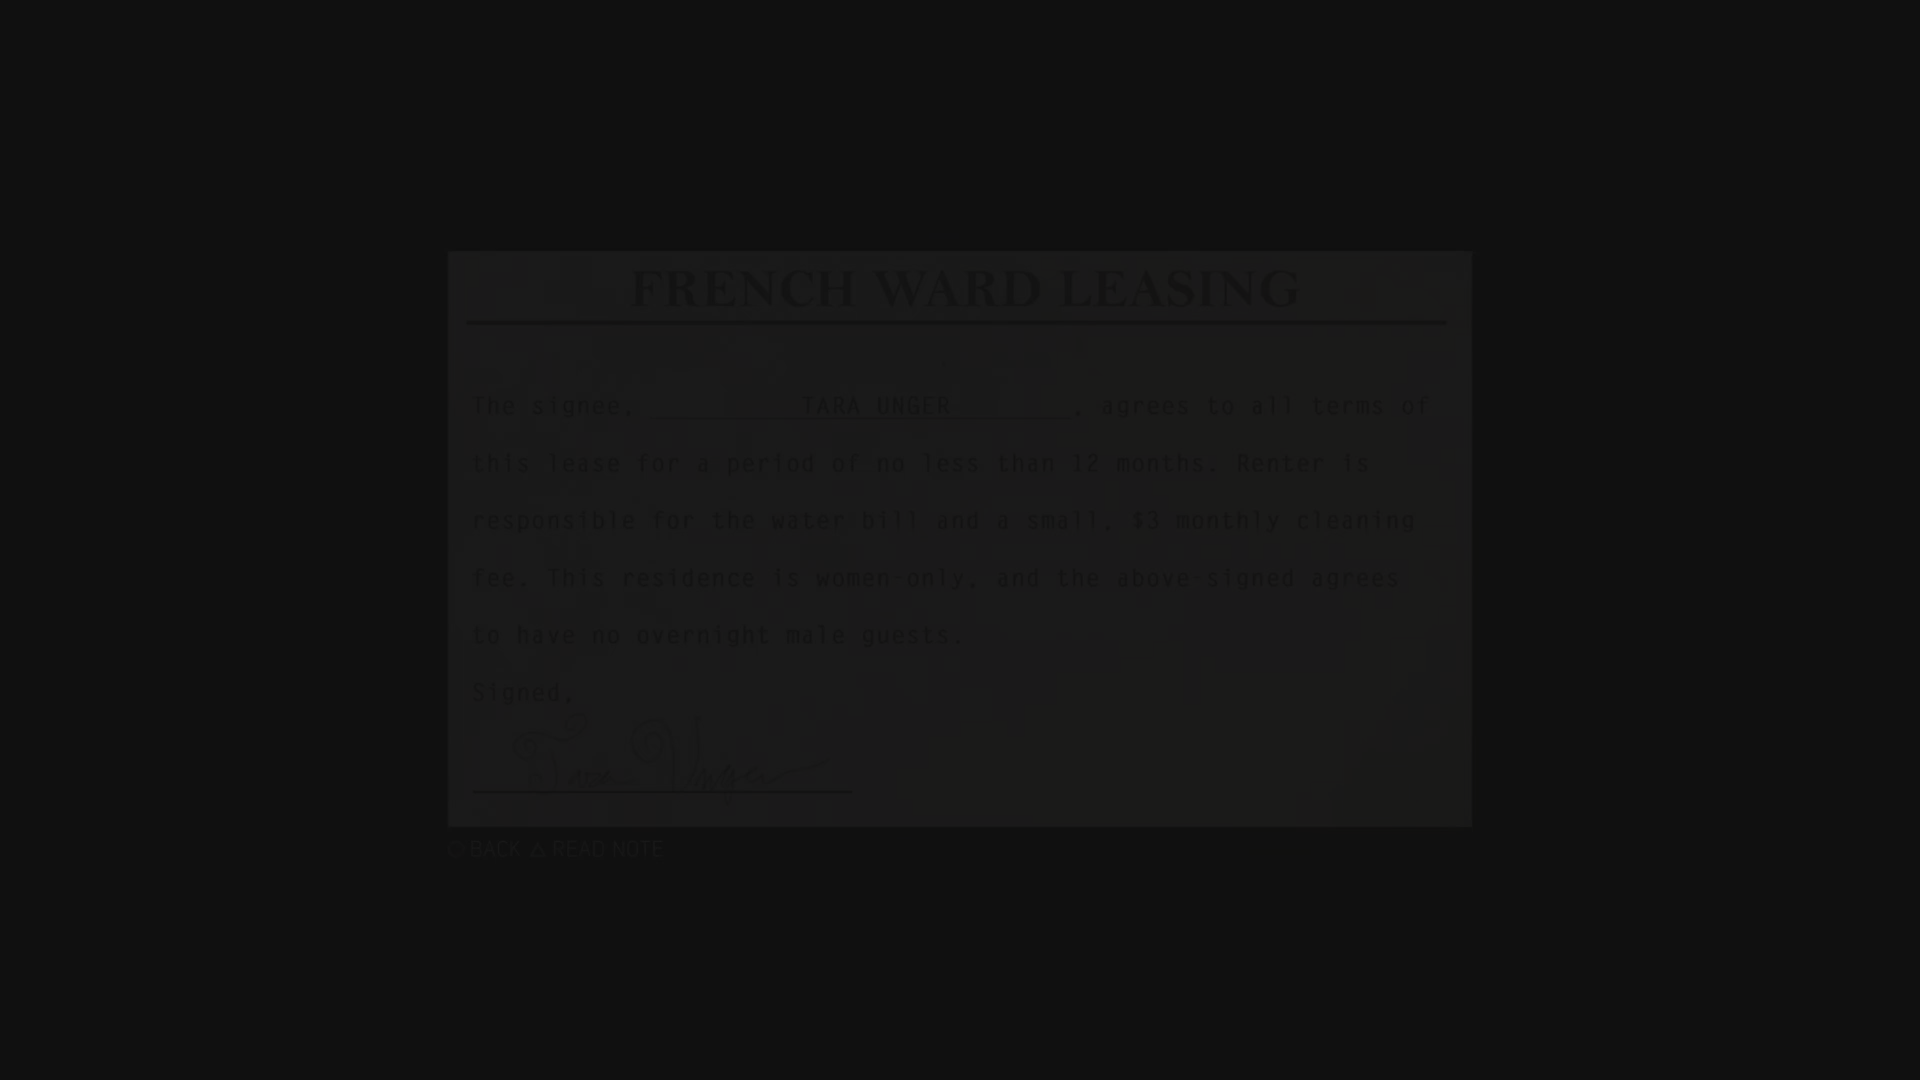 FRENCH WARD LEASING
The signee, TARA UNGER, agrees to all terms of
this lease for a period of no less than 12 months. Renter is
responsible for the water bill and a small, $3 monthly cleaning
fee. This residence is women only, and the above signed agrees
to have no overnight male guests.
Signed,
Tara Unger
○ BACK △ READ NOTE